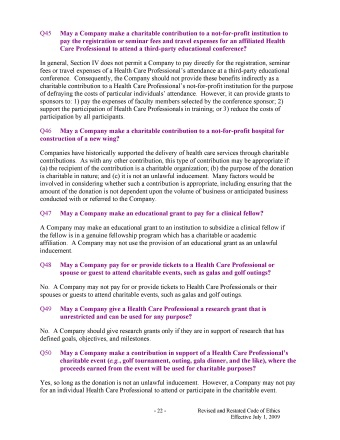 Q45 May a Company make a charitable contribution to a not-for-profit institution to
pay the registration or seminar fees and travel expenses for an affiliated Health
Care Professional to attend a third-party educational conference?
In general, Section IV does not permit a Company to pay directly for the registration, seminar
fees or travel expenses of a Health Care Professional's attendance at a third-party educational
conference. Consequently, the Company should not provide these benefits indirectly as a
charitable contribution to a Health Care Professional's not-for-profit institution for the purpose
of defraying the costs of particular individuals' attendance. However, it can provide grants to
sponsors to: 1) pay the expenses of faculty members selected by the conference sponsor; 2)
support the participation of Health Care Professionals in training; or 3) reduce the costs of
participation by all participants.
Q46 May a Company make a charitable contribution to a not-for-profit hospital for
construction of a new wing?
Companies have historically supported the delivery of health care services through charitable
contributions. As with any other contribution, this type of contribution may be appropriate if:
(a) the recipient of the contribution is a charitable organization; (b) the purpose of the donation
is charitable in nature; and (c) it is not an unlawful inducement. Many factors would be
involved in considering whether such a contribution is appropriate, including ensuring that the
amount of the donation is not dependent upon the volume of business or anticipated business
conducted with or referred to the Company.
Q47 May a Company make an educational grant to pay for a clinical fellow?
A Company may make an educational grant to an institution to subsidize a clinical fellow if
the fellow is in a genuine fellowship program which has a charitable or academic
affiliation. A Company may not use the provision of an educational grant as an unlawful
inducement.
Q48 May a Company pay for or provide tickets to a Health Care Professional or
spouse or guest to attend charitable events, such as galas and golf outings?
No. A Company may not pay for or provide tickets to Health Care Professionals or their
spouses or guests to attend charitable events, such as galas and golf outings.
Q49 May a Company give a Health Care Professional a research grant that is
unrestricted and can be used for any purpose?
No. A Company should give research grants only if they are in support of research that has
defined goals, objectives, and milestones.
Q50 May a Company make a contribution in support of a Health Care Professional's
charitable event (e.g., golf tournament, outing, gala dinner, and the like), where the
proceeds earned from the event will be used for charitable purposes?
Yes, so long as the donation is not an unlawful inducement. However, a Company may not pay
for an individual Health Care Professional to attend or participate in the charitable event.
- 22 - Revised and Restated Code of Ethics
Effective July 1, 2009